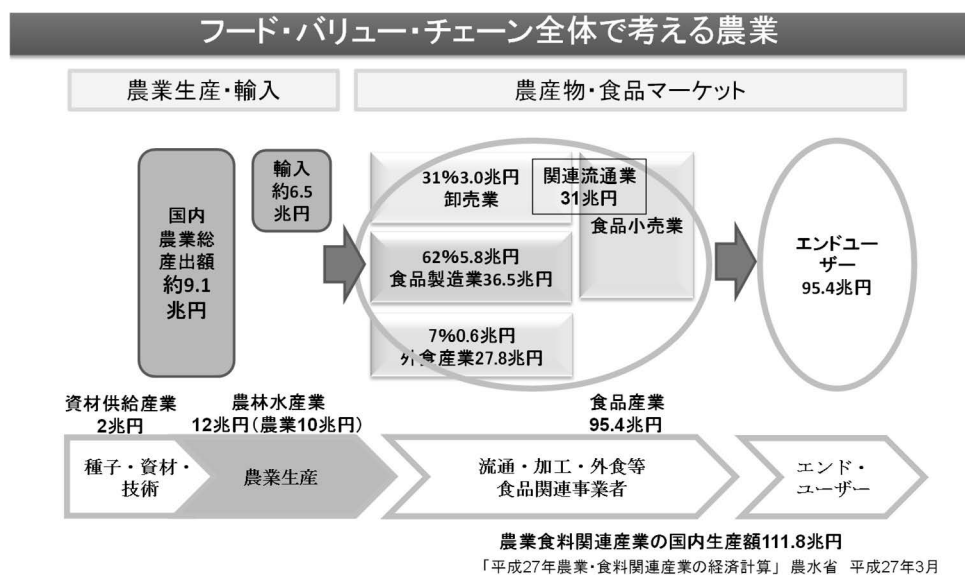 フード・バリュー・チェーン全体で考える農業
農業生産・輸入
農産物・食品マーケット
国内
農業総
産出額
約9.1
兆円
輸入
約6.5
兆円
31%3.0兆円
卸売業
関連流通業
31兆円
食品小売業
62%5.8兆円
食品製造業36.5兆円
7%0.6兆円
外食産業27.8兆円
エンドユー
ザー
95.4兆円
資材供給産業
2兆円
農林水産業
12兆円(農業10兆円)
食品産業
95.4兆円
種子・資材・
技術
農業生産
流通・加工・外食等
食品関連事業者
エンド・
ユーザー
農業食料関連産業の国内生産額111.8兆円
「平成27年農業・食料関連産業の経済計算」 農水省 平成27年3月